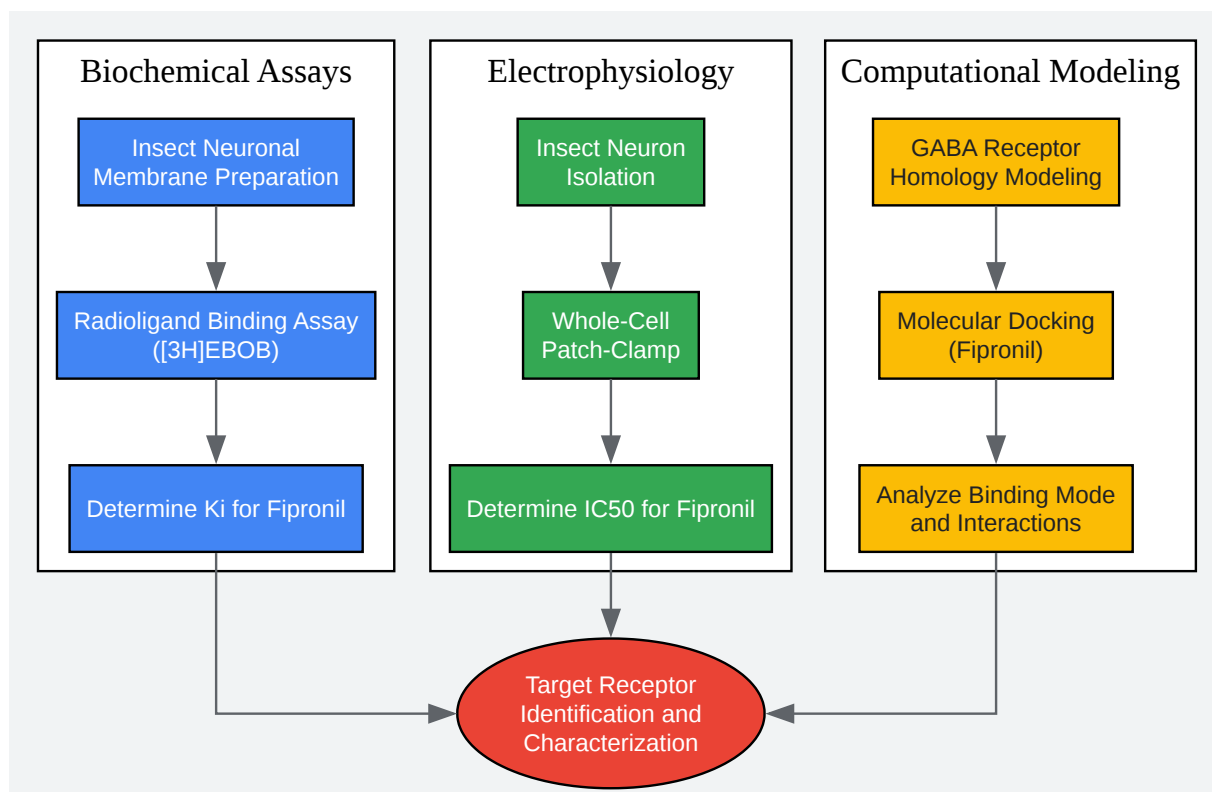 Biochemical Assays
Insect Neuronal
Membrane Preparation
Radioligand Binding Assay
([3H]EBOB)
Determine Ki for Fipronil
Electrophysiology
Insect Neuron
Isolation
Whole-Cell
Patch-Clamp
Determine IC50 for Fipronil
Computational Modeling
GABA Receptor
Homology Modeling
Molecular Docking
(Fipronil)
Analyze Binding Mode
and Interactions
Target Receptor
Identification and
Characterization